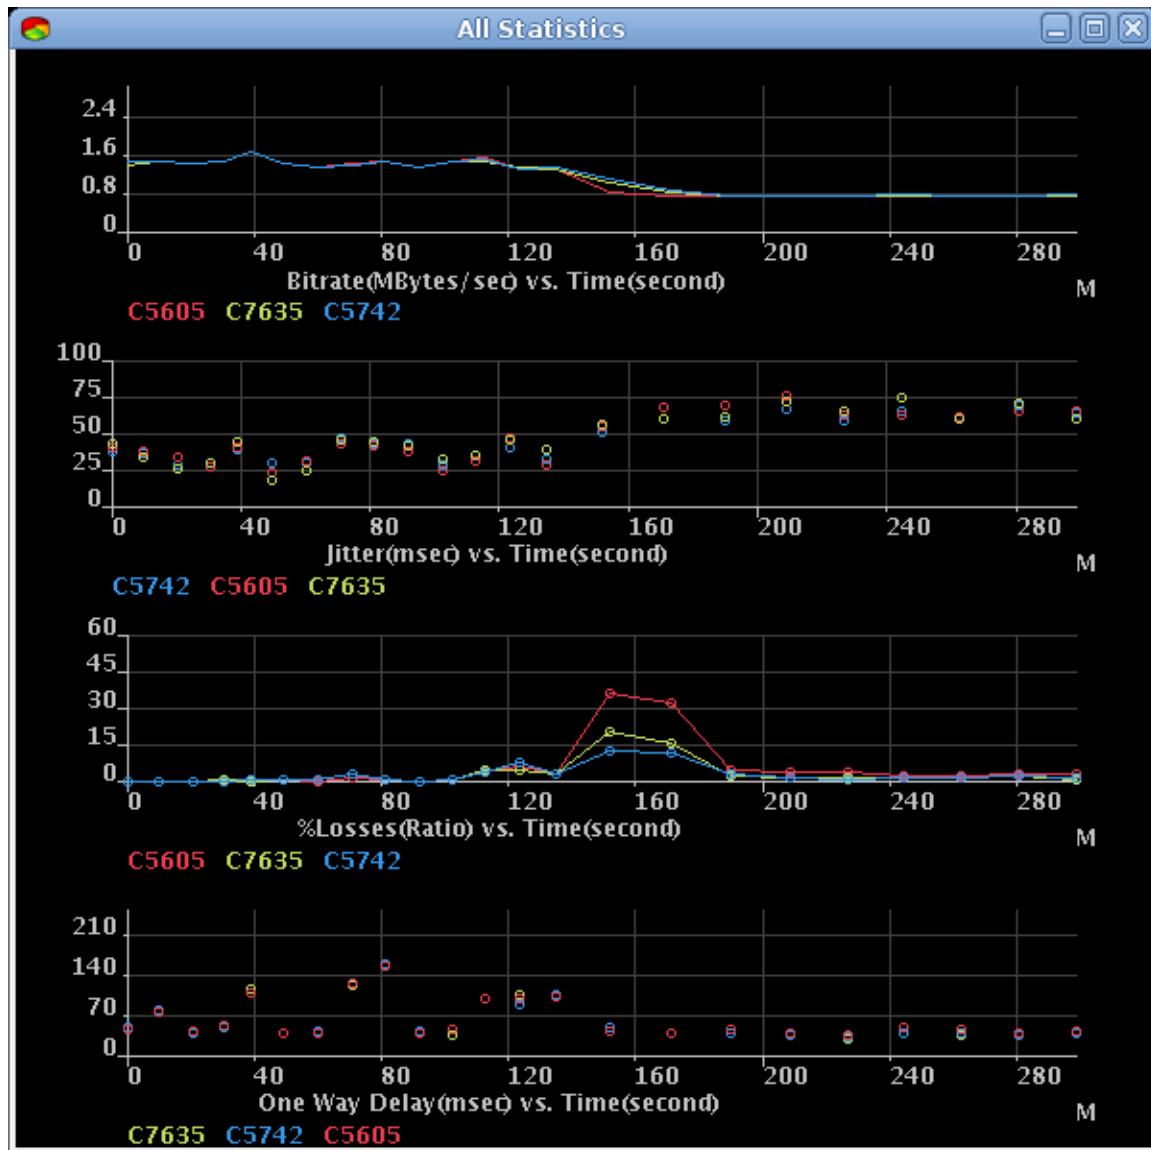 All Statistics
2.4
1.6
0.8
0
0 40 80 120 160 200 240 280
Bitrate(MBytes/sec) vs. Time(second)
M
C5605 C7635 C5742
100
75
50
25
0
0 40 80 120 160 200 240 280
Jitter(msec) vs. Time(second)
M
C5742 C5605 C7635
60
45
30
15
0
0 40 80 120 160 200 240 280
%Losses(Ratio) vs. Time(second)
M
C5605 C7635 C5742
210
140
70
0
0 40 80 120 160 200 240 280
One Way Delay(msec) vs. Time(second)
M
C7635 C5742 C5605